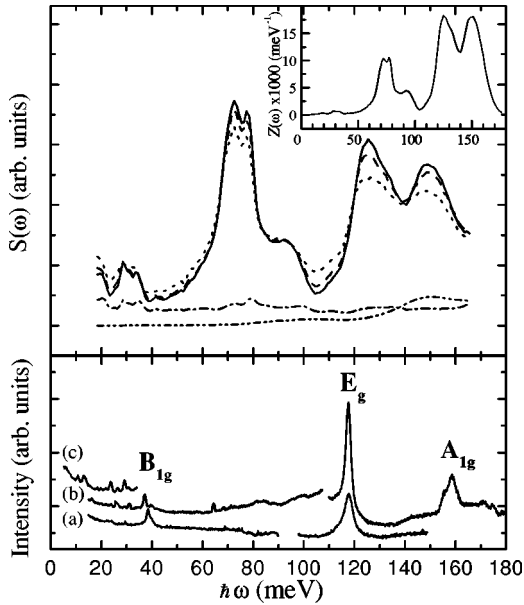 S(ω) (arb. units)
Z(ω) x1000 (meV⁻¹)
15
10
5
0
0 50 100 150
Intensity (arb. units)
(c)
(b)
(a)
B1g
Eg
A1g
0 20 40 60 80 100 120 140 160 180
ħω (meV)